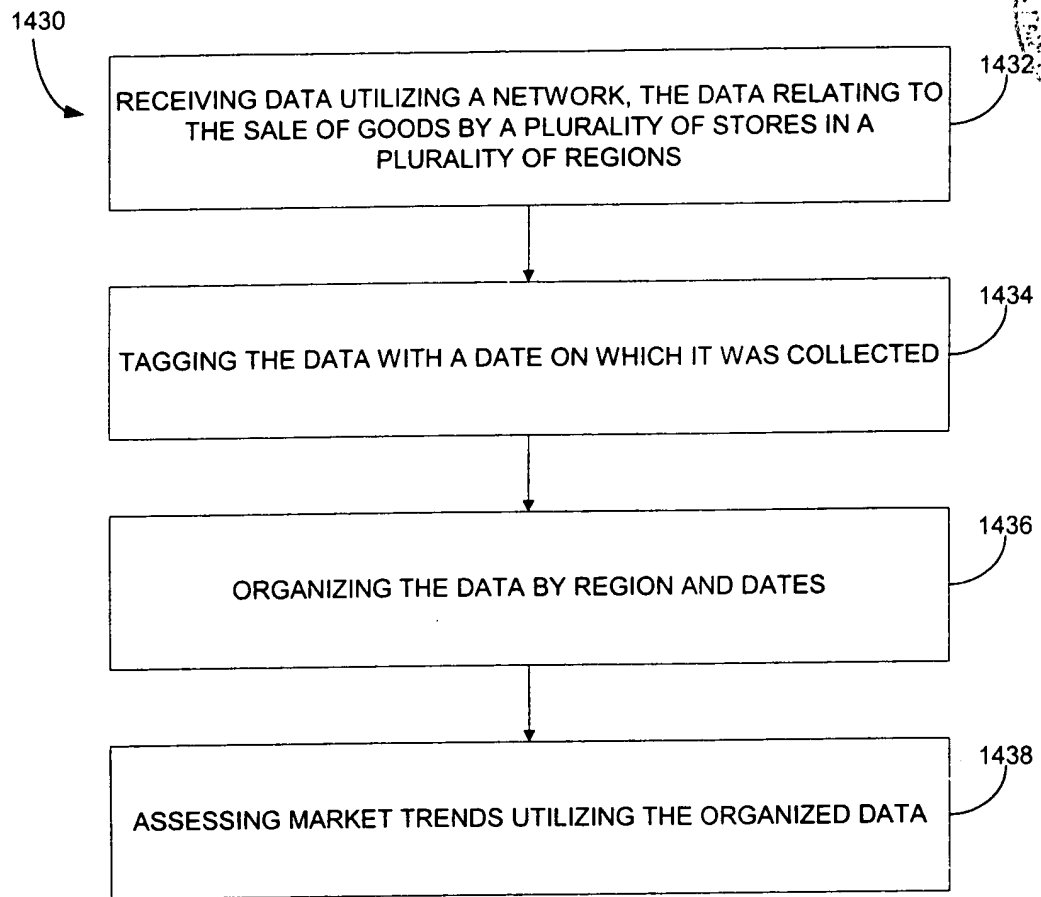 1430
1432
RECEIVING DATA UTILIZING A NETWORK, THE DATA RELATING TO
THE SALE OF GOODS BY A PLURALITY OF STORES IN A
PLURALITY OF REGIONS
1434
TAGGING THE DATA WITH A DATE ON WHICH IT WAS COLLECTED
1436
ORGANIZING THE DATA BY REGION AND DATES
1438
ASSESSING MARKET TRENDS UTILIZING THE ORGANIZED DATA